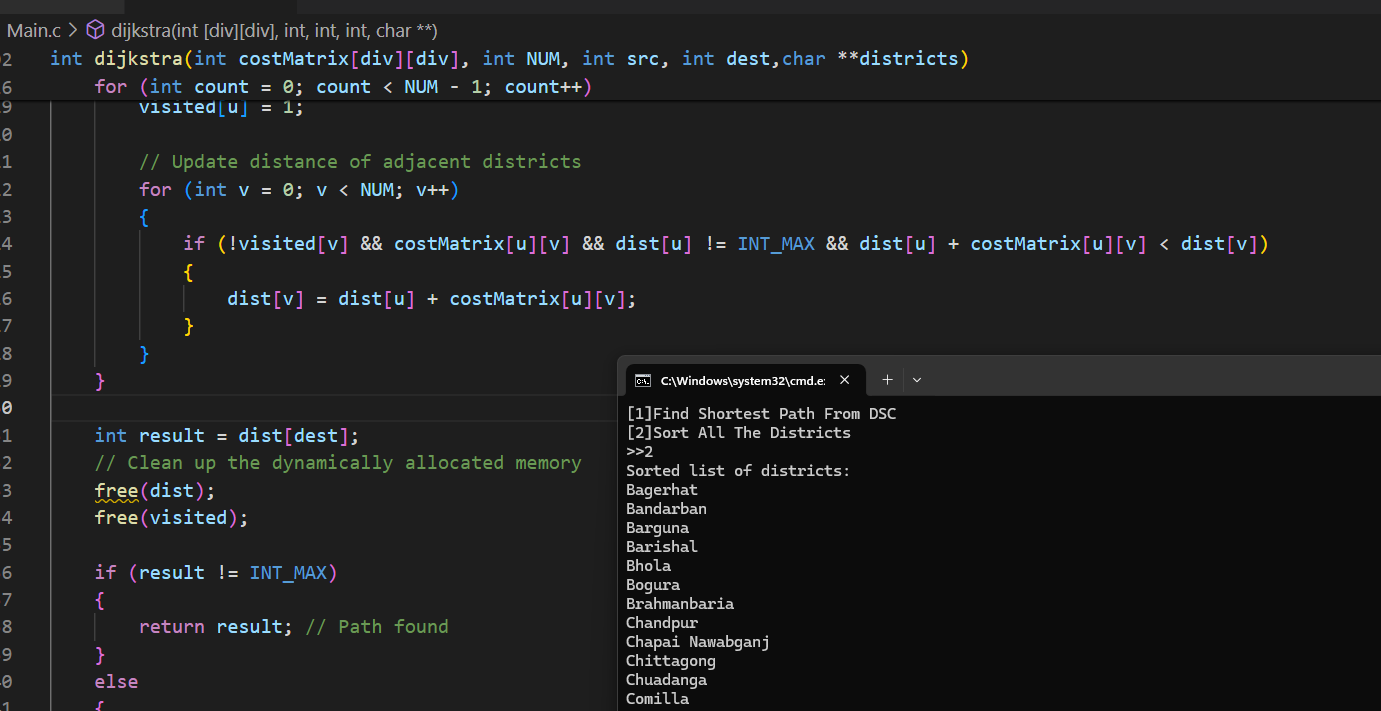 Main.c > dijkstra(int [div][div], int, int, int, char **)
2 int dijkstra(int costMatrix[div][div], int NUM, int src, int dest,char **districts)
6 for (int count = 0; count < NUM - 1; count++)
9 visited[u] = 1;
0
1 // Update distance of adjacent districts
2 for (int v = 0; v < NUM; v++)
3 {
4 if (!visited[v] && costMatrix[u][v] && dist[u] != INT_MAX && dist[u] + costMatrix[u][v] < dist[v])
5 {
6 dist[v] = dist[u] + costMatrix[u][v];
7 }
8 }
9 }
0
1 int result = dist[dest];
2 // Clean up the dynamically allocated memory
3 free(dist);
4 free(visited);
5
6 if (result != INT_MAX)
7 {
8 return result; // Path found
9 }
0 else
1 {
C:\Windows\system32\cmd.e
[1]Find Shortest Path From DSC
[2]Sort All The Districts
>>2
Sorted list of districts:
Bagerhat
Bandarban
Barguna
Barishal
Bhola
Bogura
Brahmanbaria
Chandpur
Chapai Nawabganj
Chittagong
Chuadanga
Comilla